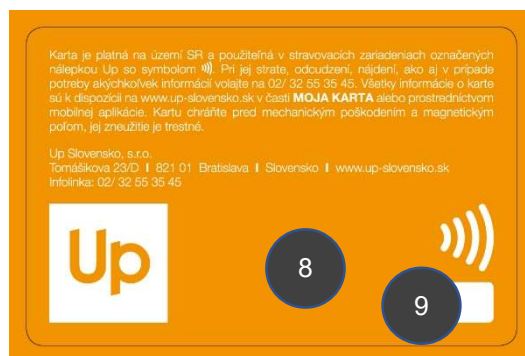 Karta je platná na území SR a použiteľná v stravovacích zariadeniach označených
nálepkou Up so symbolom. Pri jej strate, odcudzení, nájdení, ako aj v prípade
potreby akýchkoľvek informácií volajte na 02/ 32 55 35 45. Všetky informácie o karte
sú k dispozícii na www.up-slovensko.sk v časti MOJA KARTA alebo prostredníctvom
mobilnej aplikácie. Kartu chráňte pred mechanickým poškodením a magnetickým
poľom, jej zneužitie je trestné.
Up Slovensko, s.r.o.
Tomášikova 23/D I 821 01 Bratislava I Slovensko I www.up-slovensko.sk
Infolinka: 02/ 32 55 35 45
Up
8
9